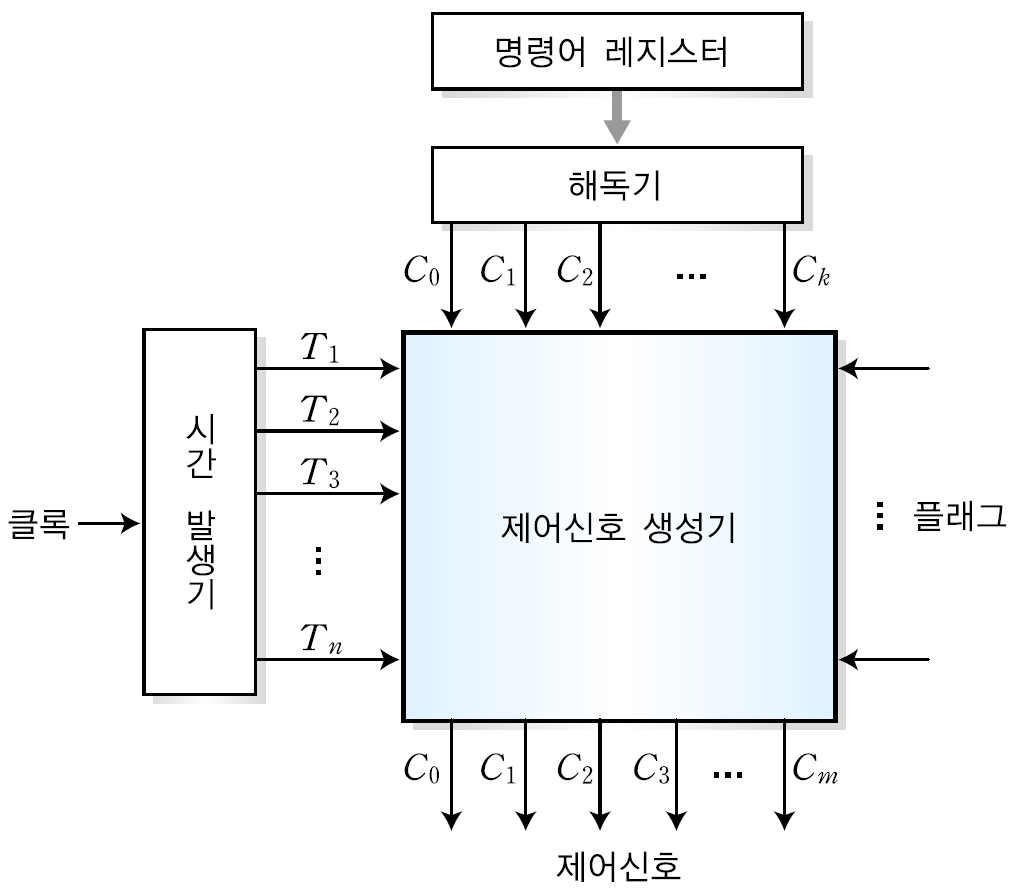 명령어 레지스터
해독기
C0 C1 C2 ... Ck
T1
T2
T3
⋮
Tn
시간 발생기
클록
제어신호 생성기
⋮ 플래그
C0 C1 C2 C3 ... Cm
제어신호